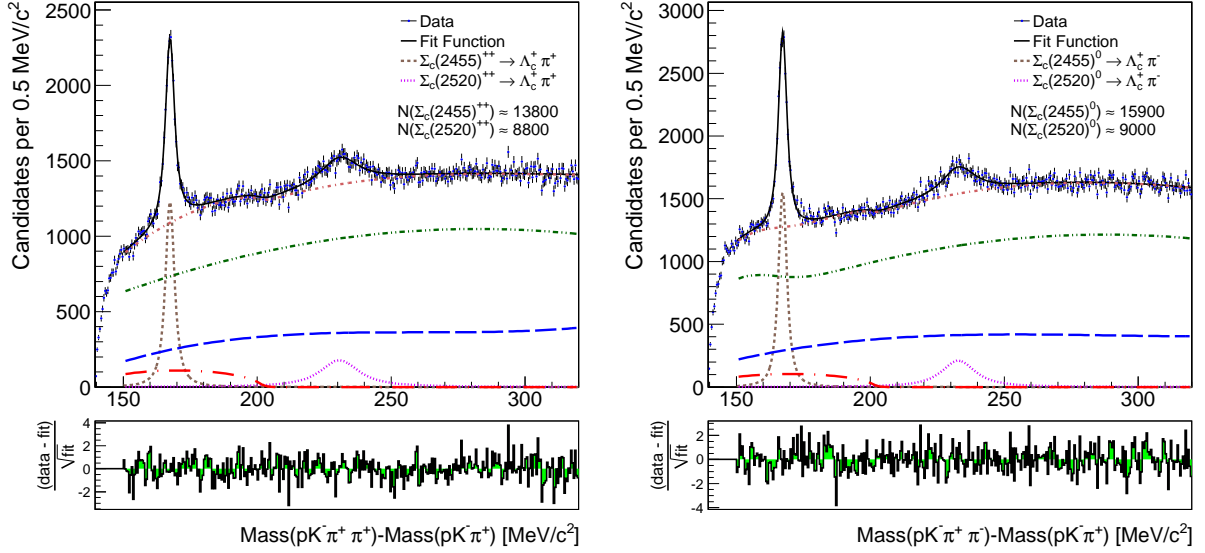 Candidates per 0.5 MeV/c²
2500
2000
1500
1000
500
0
150 200 250 300
Data
Fit Function
Σc(2455)⁺⁺ → Λc⁺ π⁺
Σc(2520)⁺⁺ → Λc⁺ π⁺
N(Σc(2455)⁺⁺) ≈ 13800
N(Σc(2520)⁺⁺) ≈ 8800
(data - fit)
√fit
4
2
0
-2
Mass(pK⁻π⁺ π⁺)-Mass(pK⁻π⁺) [MeV/c²]
Candidates per 0.5 MeV/c²
3000
2500
2000
1500
1000
500
0
150 200 250 300
Data
Fit Function
Σc(2455)⁰ → Λc⁺ π⁻
Σc(2520)⁰ → Λc⁺ π⁻
N(Σc(2455)⁰) ≈ 15900
N(Σc(2520)⁰) ≈ 9000
(data - fit)
√fit
2
0
-2
-4
Mass(pK⁻π⁺ π⁻)-Mass(pK⁻π⁺) [MeV/c²]